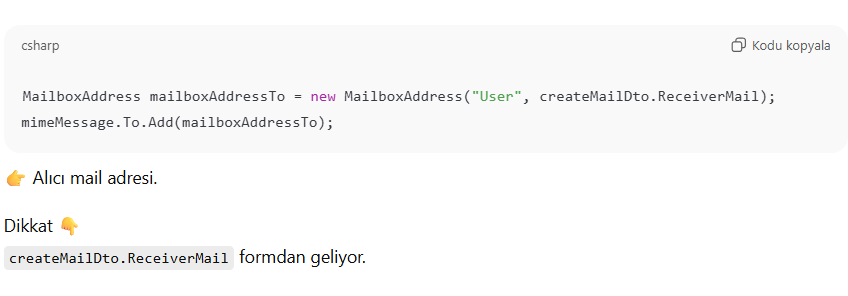 csharp
Kodu kopyala
MailboxAddress mailboxAddressTo = new MailboxAddress("User", createMailDto.ReceiverMail);
mimeMessage.To.Add(mailboxAddressTo);
👉 Alıcı mail adresi.
Dikkat 👇
createMailDto.ReceiverMail formdan geliyor.